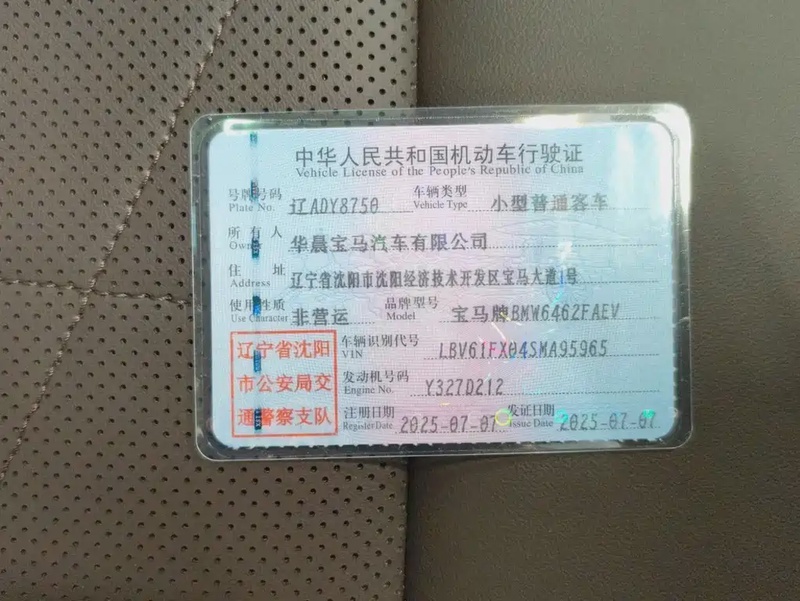 中华人民共和国机动车行驶证
Vehicle License of the People's Republic of China
号牌号码 辽ADY8750 车辆类型 小型普通客车
Plate No. Vehicle Type
所有人 华晨宝马汽车有限公司
Owner
住址 辽宁省沈阳市沈阳经济技术开发区宝马大道1号
Address
使用性质 非营运 品牌型号 宝马牌BMW6462FAEV
Use Character Model
辽宁省沈阳
市公安局交
通警察支队
车辆识别代号 LBV61FX04SMA95965
VIN
发动机号码 Y327D212
Engine No.
注册日期 2025-07-07 发证日期 2025-07-07
Register Date Issue Date